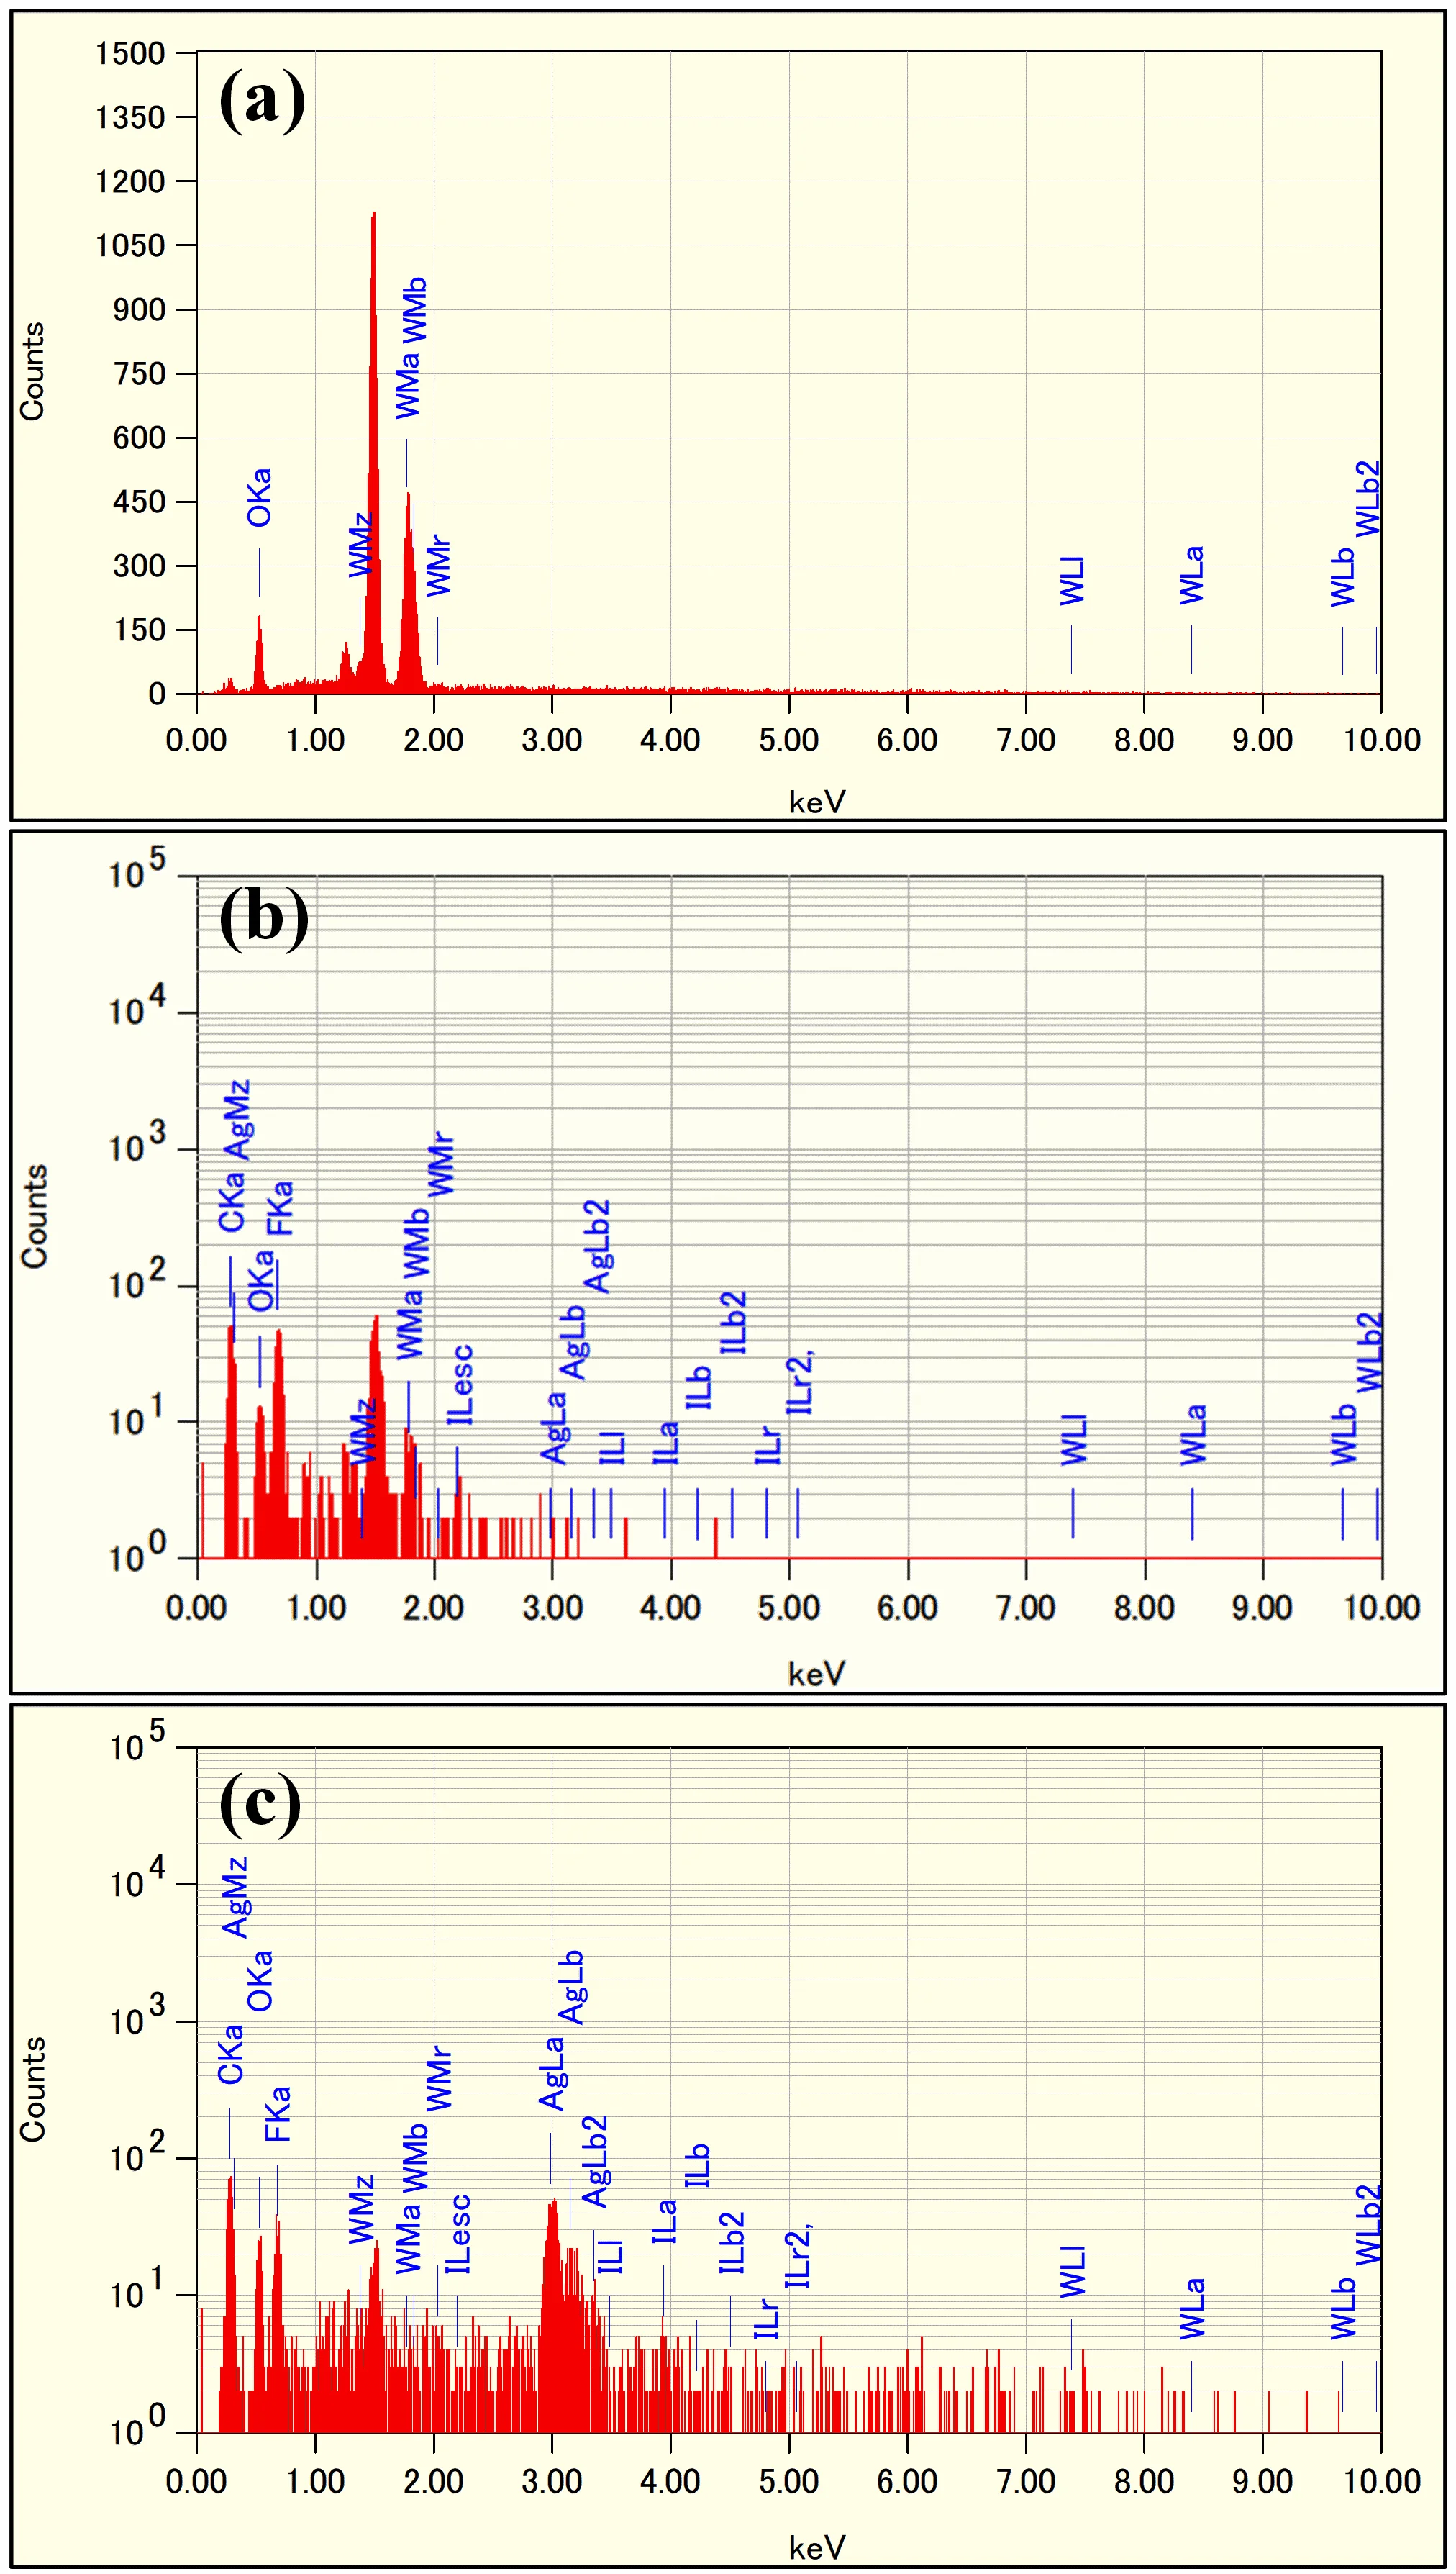 (a)
1500
1350
1200
1050
900
750
600
450
300
150
0
Counts
OKa
WMz
WMa WMb
WMr
WLl
WLa
WLb
WLb2
0.00 1.00 2.00 3.00 4.00 5.00 6.00 7.00 8.00 9.00 10.00
keV
(b)
10^5
10^4
10^3
10^2
10^1
10^0
Counts
CKa AgMz
OKa
FKa
WMz
WMa WMb
WMr
ILesc
AgLa
AgLb
AgLb2
ILl
ILa
ILb
ILb2
ILr
ILr2,
WLl
WLa
WLb
WLb2
0.00 1.00 2.00 3.00 4.00 5.00 6.00 7.00 8.00 9.00 10.00
keV
(c)
10^5
10^4
10^3
10^2
10^1
10^0
Counts
CKa
AgMz
OKa
FKa
WMz
WMa WMb
WMr
ILesc
AgLa
AgLb
AgLb2
ILl
ILa
ILb
ILb2
ILr
ILr2,
WLl
WLa
WLb
WLb2
0.00 1.00 2.00 3.00 4.00 5.00 6.00 7.00 8.00 9.00 10.00
keV